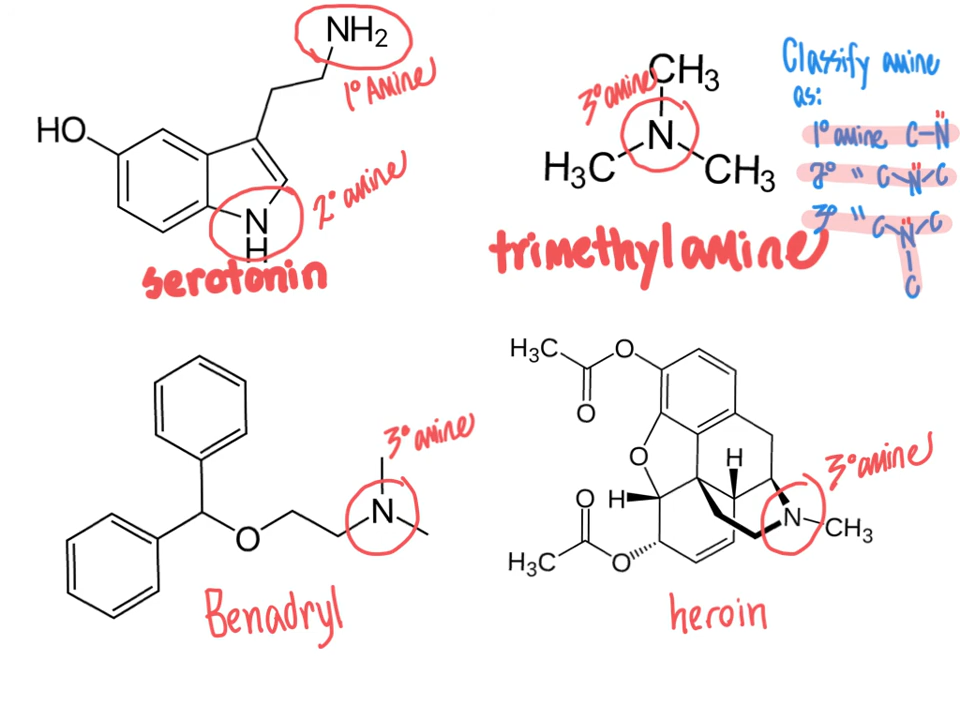 NH2
1° Amine
HO
2° amine
N
H
serotonin
CH3
3° amine
N
H3C
CH3
trimethylamine
Classify amine
as:
1° amine C-N̈
2° " C N̈ C
3° " C N̈ C
C
3° amine
N
O
Benadryl
H3C
O
O
O
H
H
O
3° amine
N
CH3
H3C
O
heroin